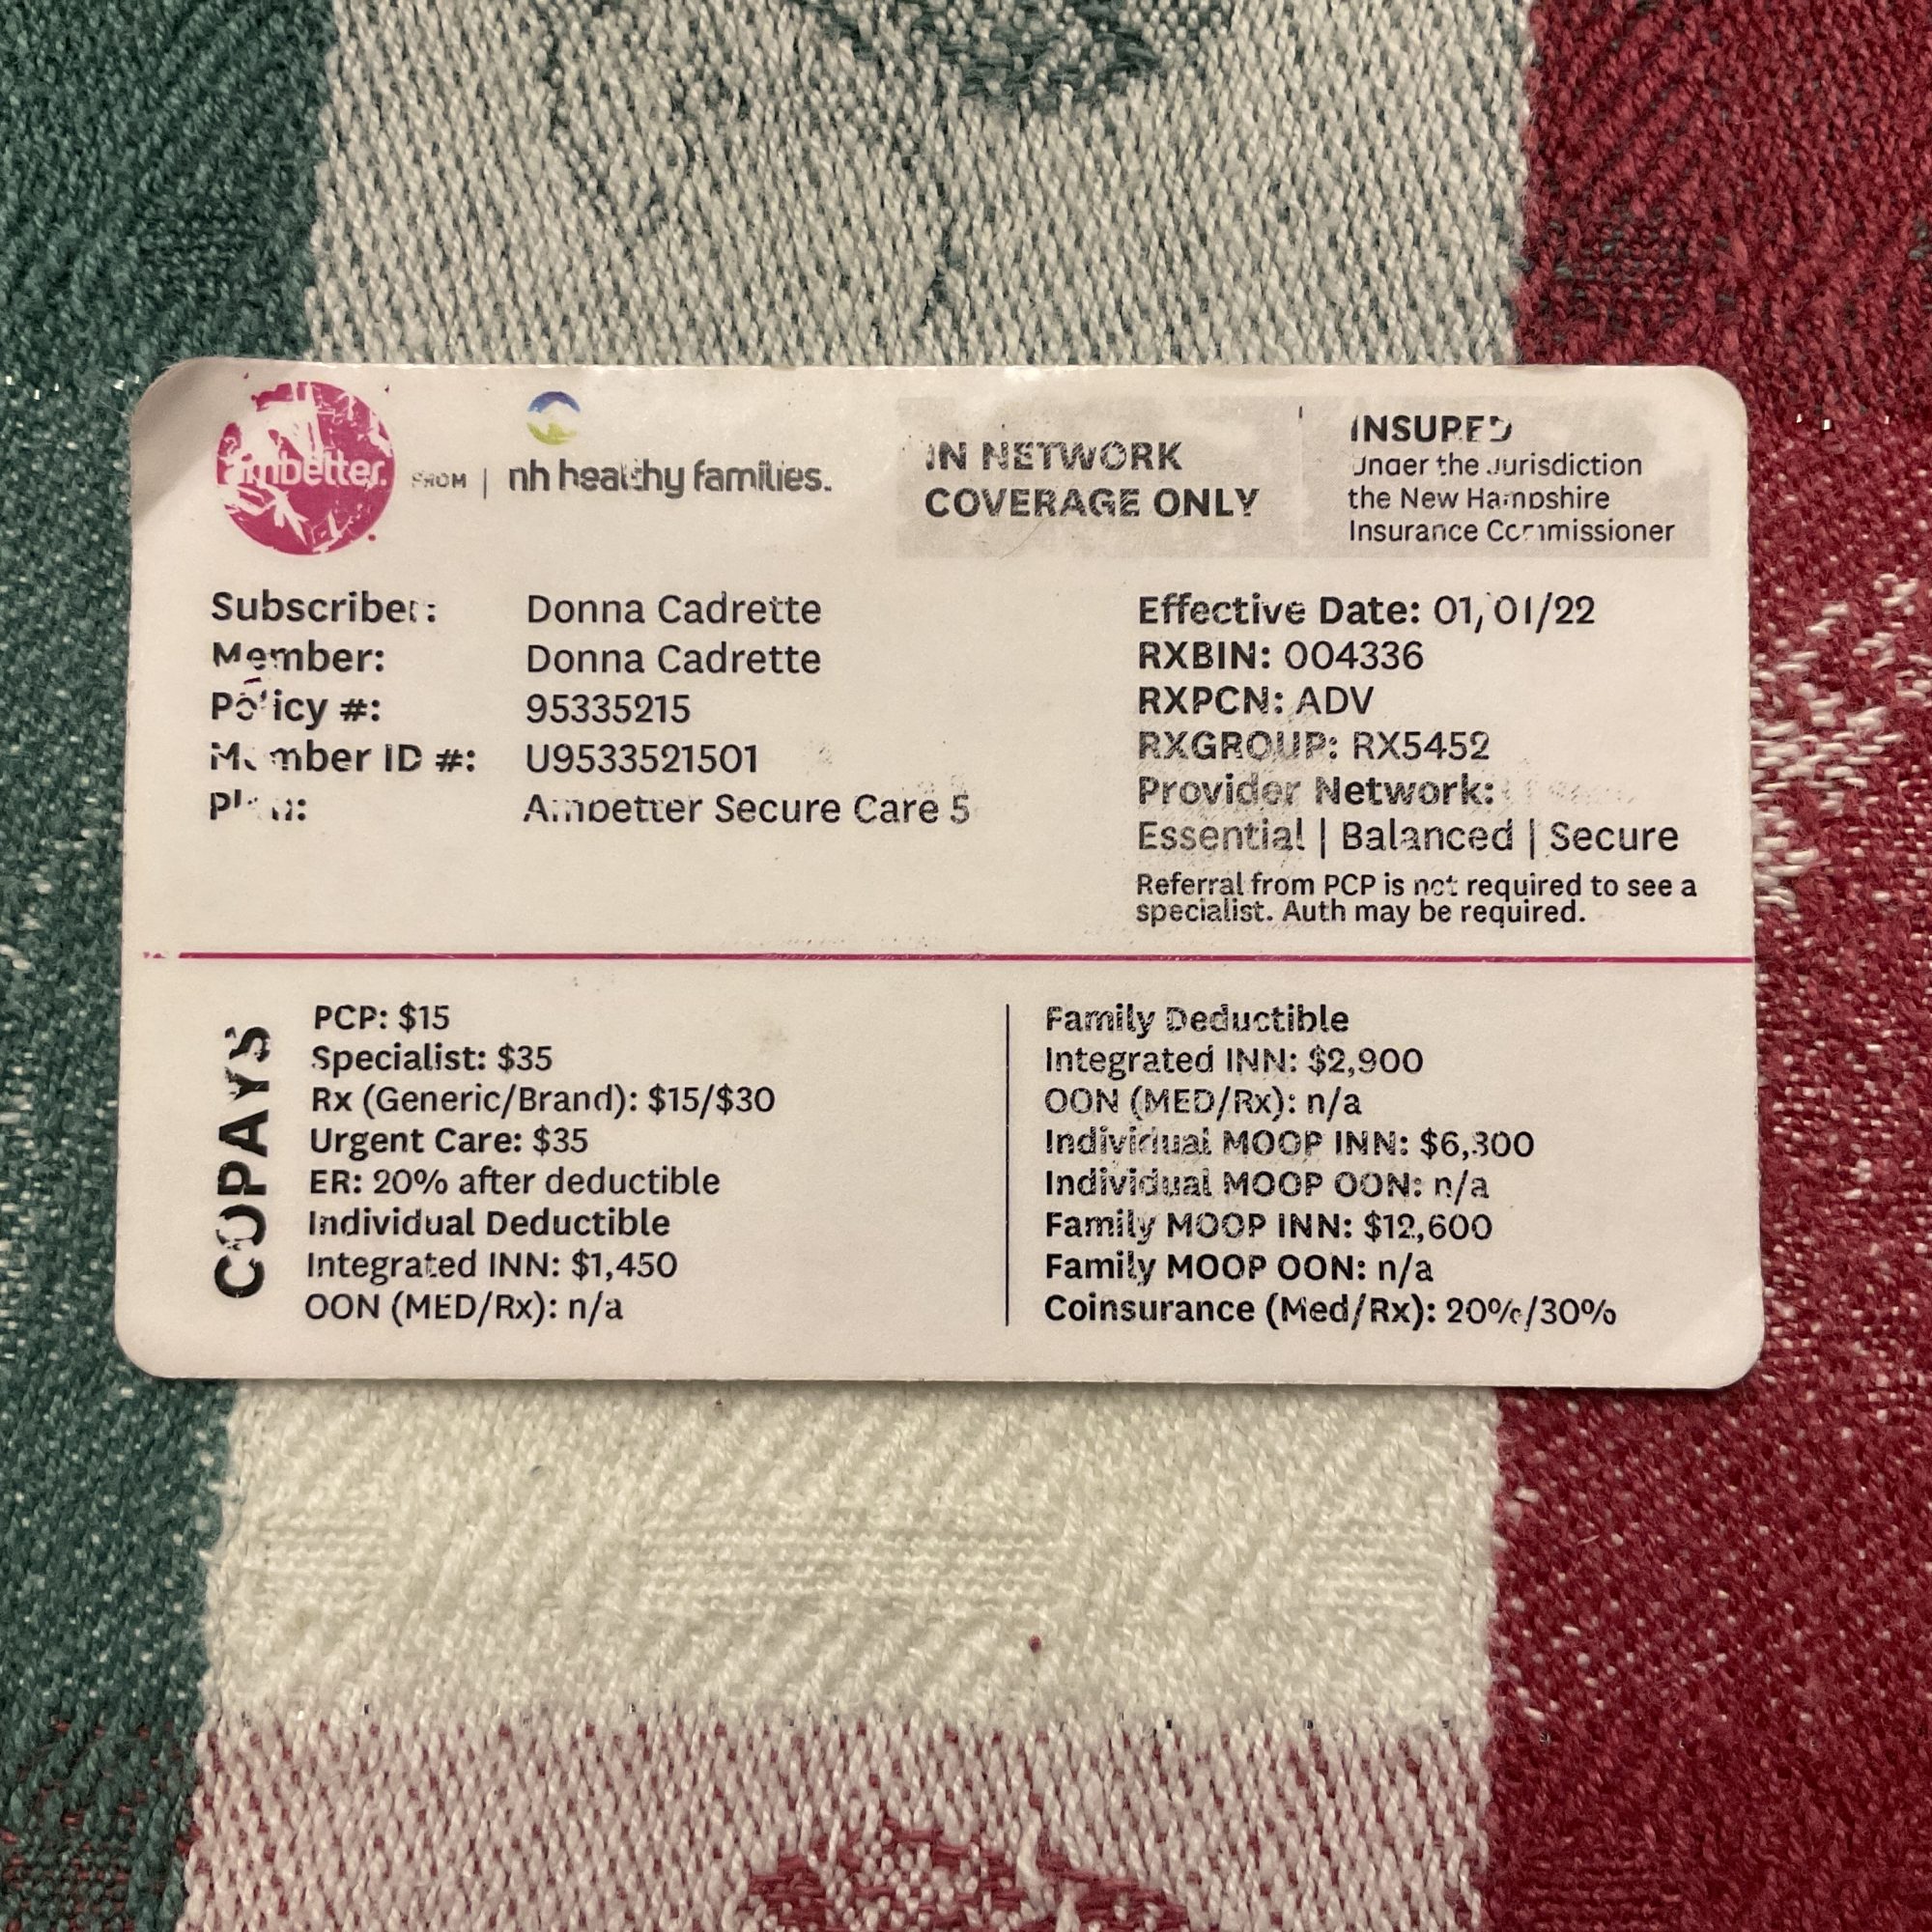 ambetter. FROM | nh healthy families.
IN NETWORK
COVERAGE ONLY
INSURED
Under the Jurisdiction
the New Hampshire
Insurance Commissioner
Subscriber: Donna Cadrette
Member: Donna Cadrette
Policy #: 95335215
Member ID #: U9533521501
Plan: Ambetter Secure Care 5
Effective Date: 01/01/22
RXBIN: 004336
RXPCN: ADV
RXGROUP: RX5452
Provider Network:
Essential | Balanced | Secure
Referral from PCP is not required to see a
specialist. Auth may be required.
COPAYS
PCP: $15
Specialist: $35
Rx (Generic/Brand): $15/$30
Urgent Care: $35
ER: 20% after deductible
Individual Deductible
Integrated INN: $1,450
OON (MED/Rx): n/a
Family Deductible
Integrated INN: $2,900
OON (MED/Rx): n/a
Individual MOOP INN: $6,300
Individual MOOP OON: n/a
Family MOOP INN: $12,600
Family MOOP OON: n/a
Coinsurance (Med/Rx): 20%/30%